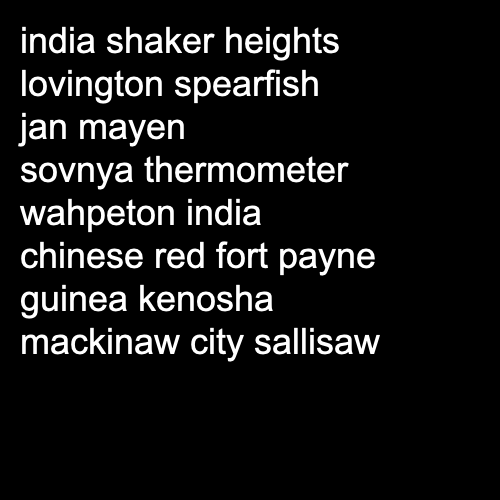 india shaker heights
lovington spearfish
jan mayen
sovnya thermometer
wahpeton india
chinese red fort payne
guinea kenosha
mackinaw city sallisaw